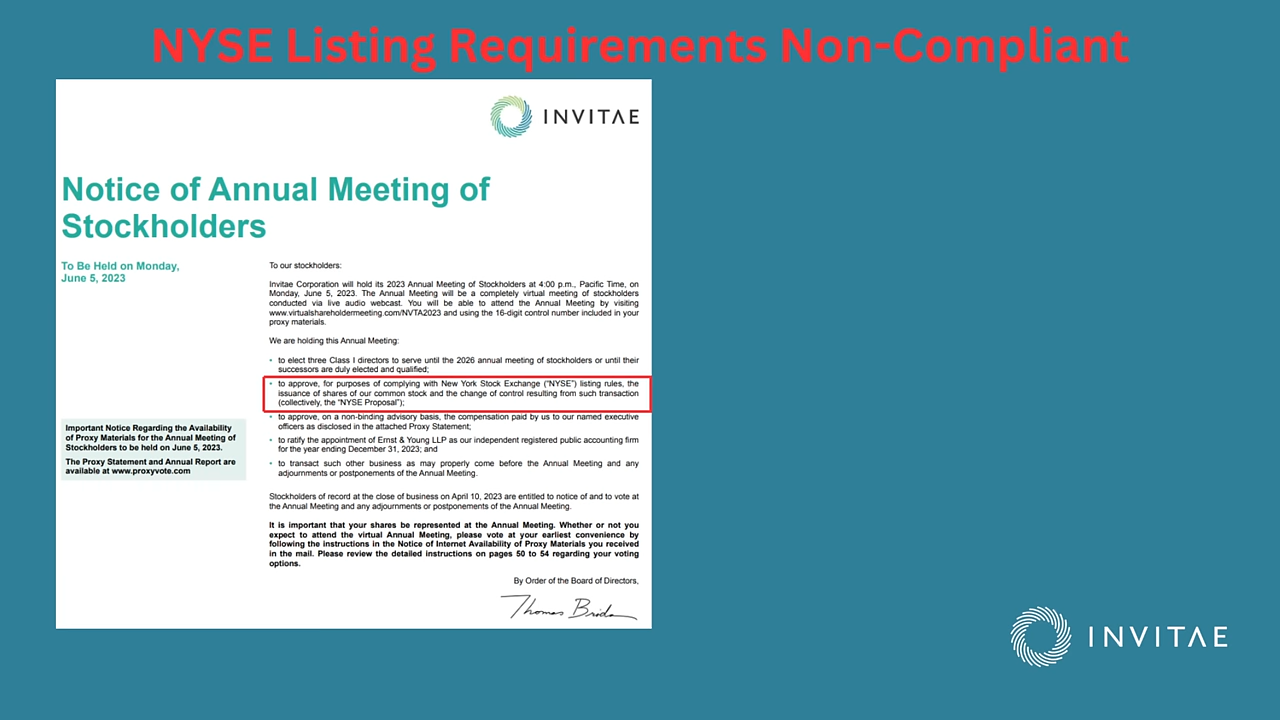 NYSE Listing Requirements Non-Compliant
INVITAE
Notice of Annual Meeting of
Stockholders
To Be Held on Monday,
June 5, 2023
To our stockholders:
Invitae Corporation will hold its 2023 Annual Meeting of Stockholders at 4:00 p.m., Pacific Time, on
Monday, June 5, 2023. The Annual Meeting will be a completely virtual meeting of stockholders
conducted via live audio webcast. You will be able to attend the Annual Meeting by visiting
www.virtualshareholdermeeting.com/NVTA2023 and using the 16-digit control number included in your
proxy materials.
We are holding this Annual Meeting:
• to elect three Class I directors to serve until the 2026 annual meeting of stockholders or until their
successors are duly elected and qualified;
• to approve, for purposes of complying with New York Stock Exchange ("NYSE") listing rules, the
issuance of shares of our common stock and the change of control resulting from such transaction
(collectively, the "NYSE Proposal");
• to approve, on a non-binding advisory basis, the compensation paid by us to our named executive
officers as disclosed in the attached Proxy Statement;
• to ratify the appointment of Ernst & Young LLP as our independent registered public accounting firm
for the year ending December 31, 2023; and
• to transact such other business as may properly come before the Annual Meeting and any
adjournments or postponements of the Annual Meeting.
Important Notice Regarding the Availability
of Proxy Materials for the Annual Meeting of
Stockholders to be held on June 5, 2023.
The Proxy Statement and Annual Report are
available at www.proxyvote.com
Stockholders of record at the close of business on April 10, 2023 are entitled to notice of and to vote at
the Annual Meeting and any adjournments or postponements of the Annual Meeting.
It is important that your shares be represented at the Annual Meeting. Whether or not you
expect to attend the virtual Annual Meeting, please vote at your earliest convenience by
following the instructions in the Notice of Internet Availability of Proxy Materials you received
in the mail. Please review the detailed instructions on pages 50 to 54 regarding your voting
options.
By Order of the Board of Directors,
Thomas Brida
INVITAE